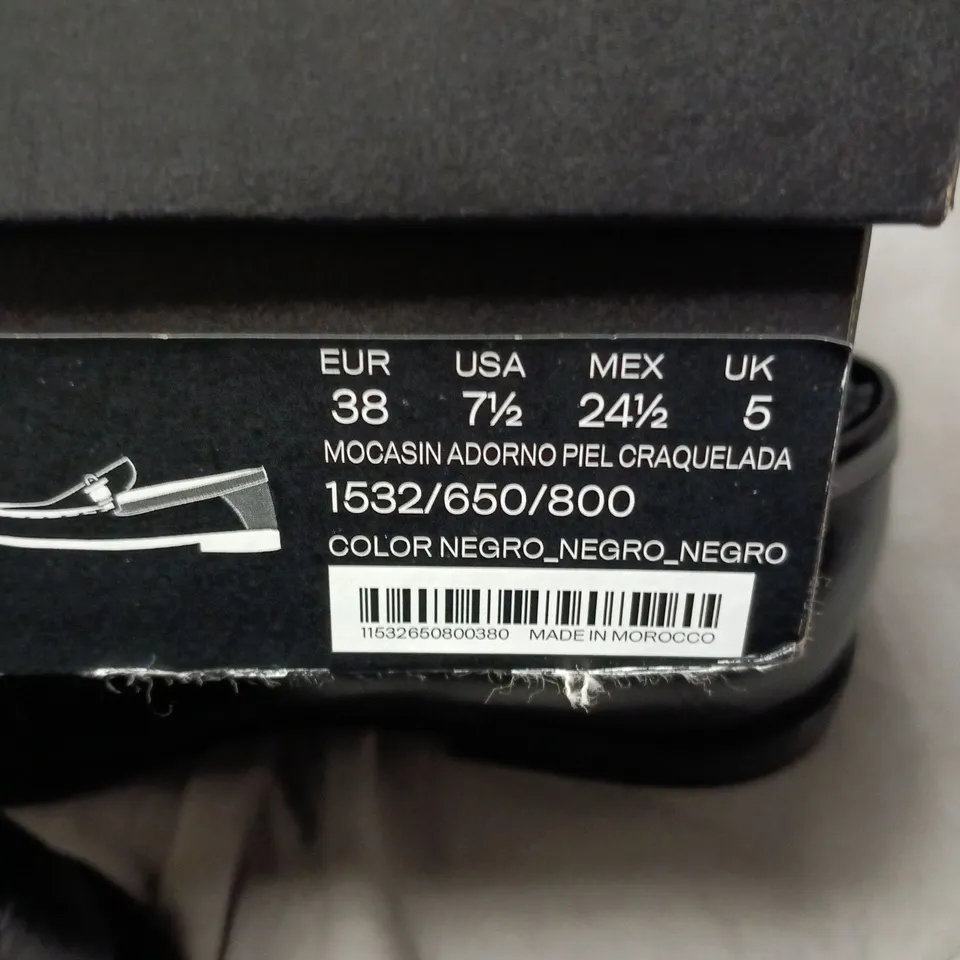 EUR USA MEX UK
38 7½ 24½ 5
MOCASIN ADORNO PIEL CRAQUELADA
1532/650/800
COLOR NEGRO_NEGRO_NEGRO
11532650800380 MADE IN MOROCCO